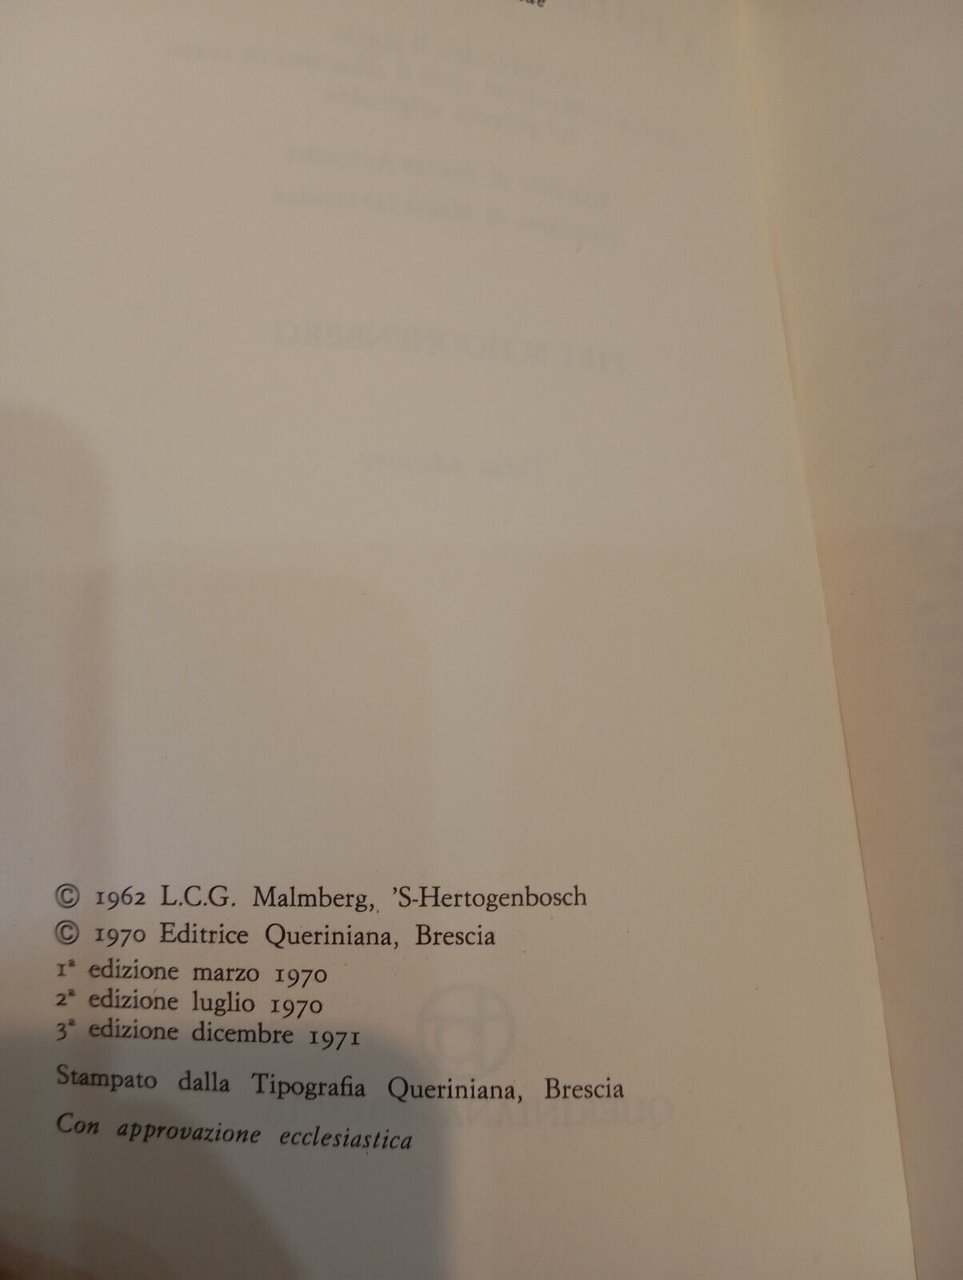 © 1962 L.C.G. Malmberg, 'S-Hertogenbosch
© 1970 Editrice Queriniana, Brescia
1ª edizione marzo 1970
2ª edizione luglio 1970
3ª edizione dicembre 1971
Stampato dalla Tipografia Queriniana, Brescia
Con approvazione ecclesiastica